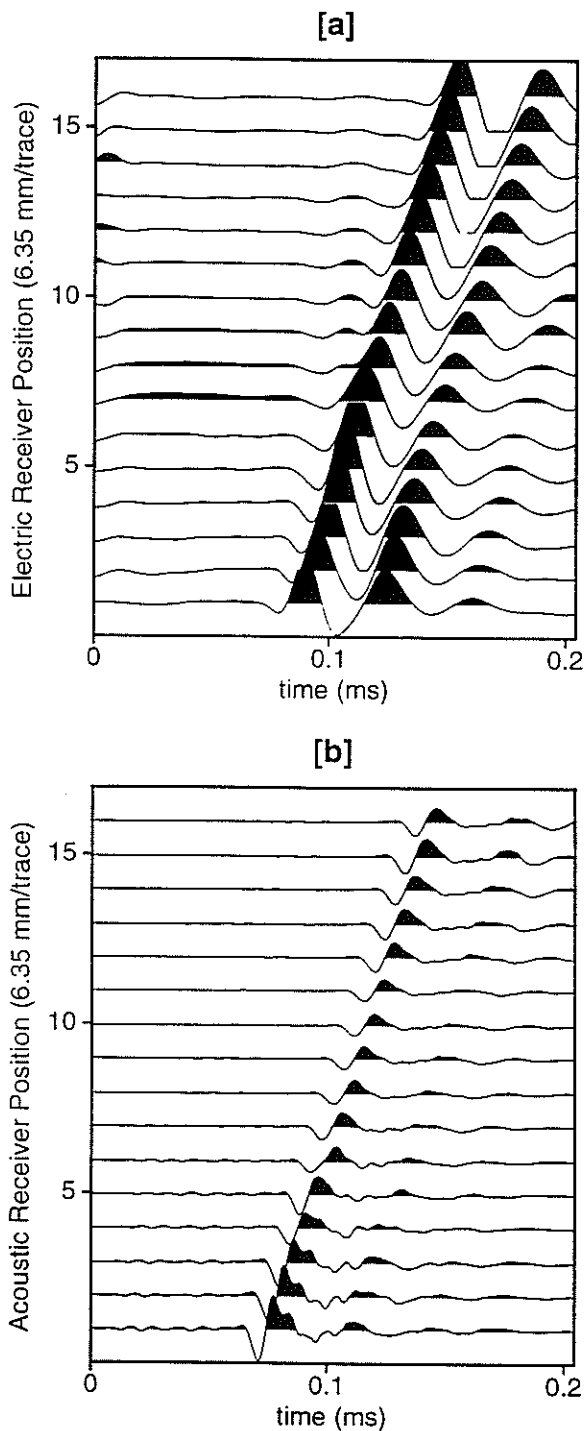 [a]
Electric Receiver Position (6.35 mm/trace)
15
10
5
0
0.1
0.2
time (ms)
[b]
Acoustic Receiver Position (6.35 mm/trace)
15
10
5
0
0.1
0.2
time (ms)